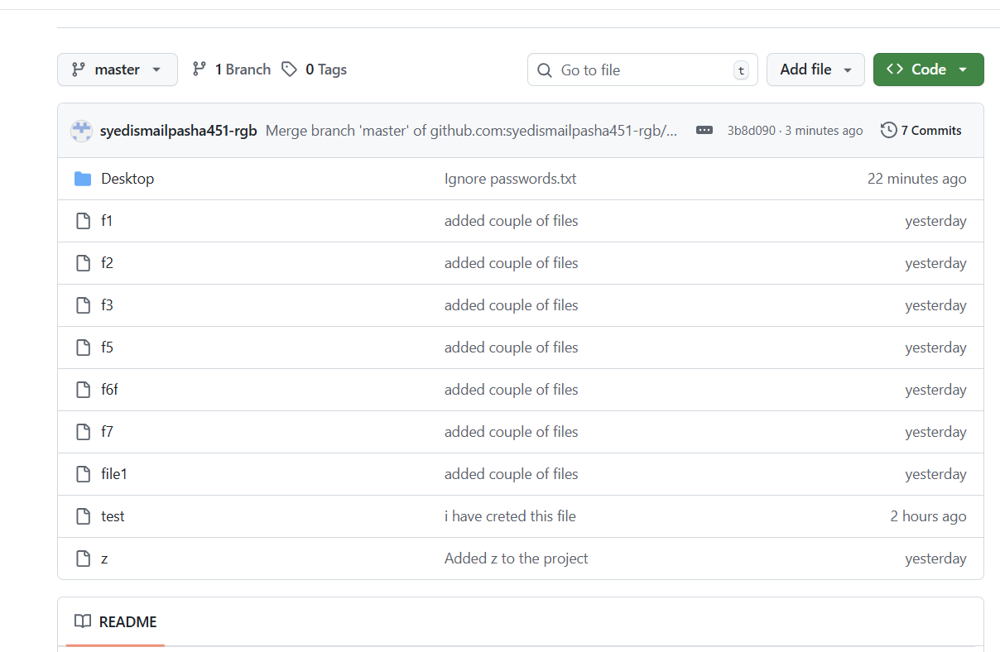 master 1 Branch 0 Tags Go to file t Add file Code
syedismailpasha451-rgb Merge branch 'master' of github.com:syedismailpasha451-rgb/... 3b8d090 · 3 minutes ago 7 Commits
Desktop Ignore passwords.txt 22 minutes ago
f1 added couple of files yesterday
f2 added couple of files yesterday
f3 added couple of files yesterday
f5 added couple of files yesterday
f6f added couple of files yesterday
f7 added couple of files yesterday
file1 added couple of files yesterday
test i have creted this file 2 hours ago
z Added z to the project yesterday
README